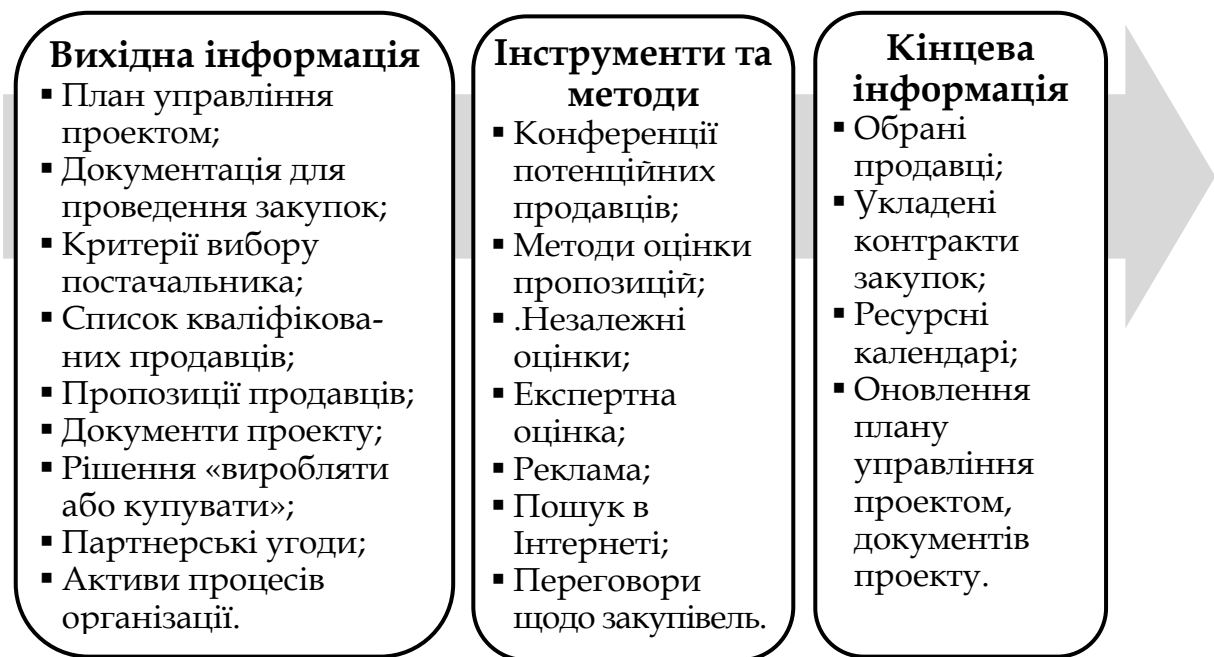 Вихідна інформація
▪ План управління
проектом;
▪ Документація для
проведення закупок;
▪ Критерії вибору
постачальника;
▪ Список кваліфікова-
них продавців;
▪ Пропозиції продавців;
▪ Документи проекту;
▪ Рішення «виробляти
або купувати»;
▪ Партнерські угоди;
▪ Активи процесів
організації.
Інструменти та
методи
▪ Конференції
потенційних
продавців;
▪ Методи оцінки
пропозицій;
▪ .Незалежні
оцінки;
▪ Експертна
оцінка;
▪ Реклама;
▪ Пошук в
Інтернеті;
▪ Переговори
щодо закупівель.
Кінцева
інформація
▪ Обрані
продавці;
▪ Укладені
контракти
закупок;
▪ Ресурсні
календарі;
▪ Оновлення
плану
управління
проектом,
документів
проекту.